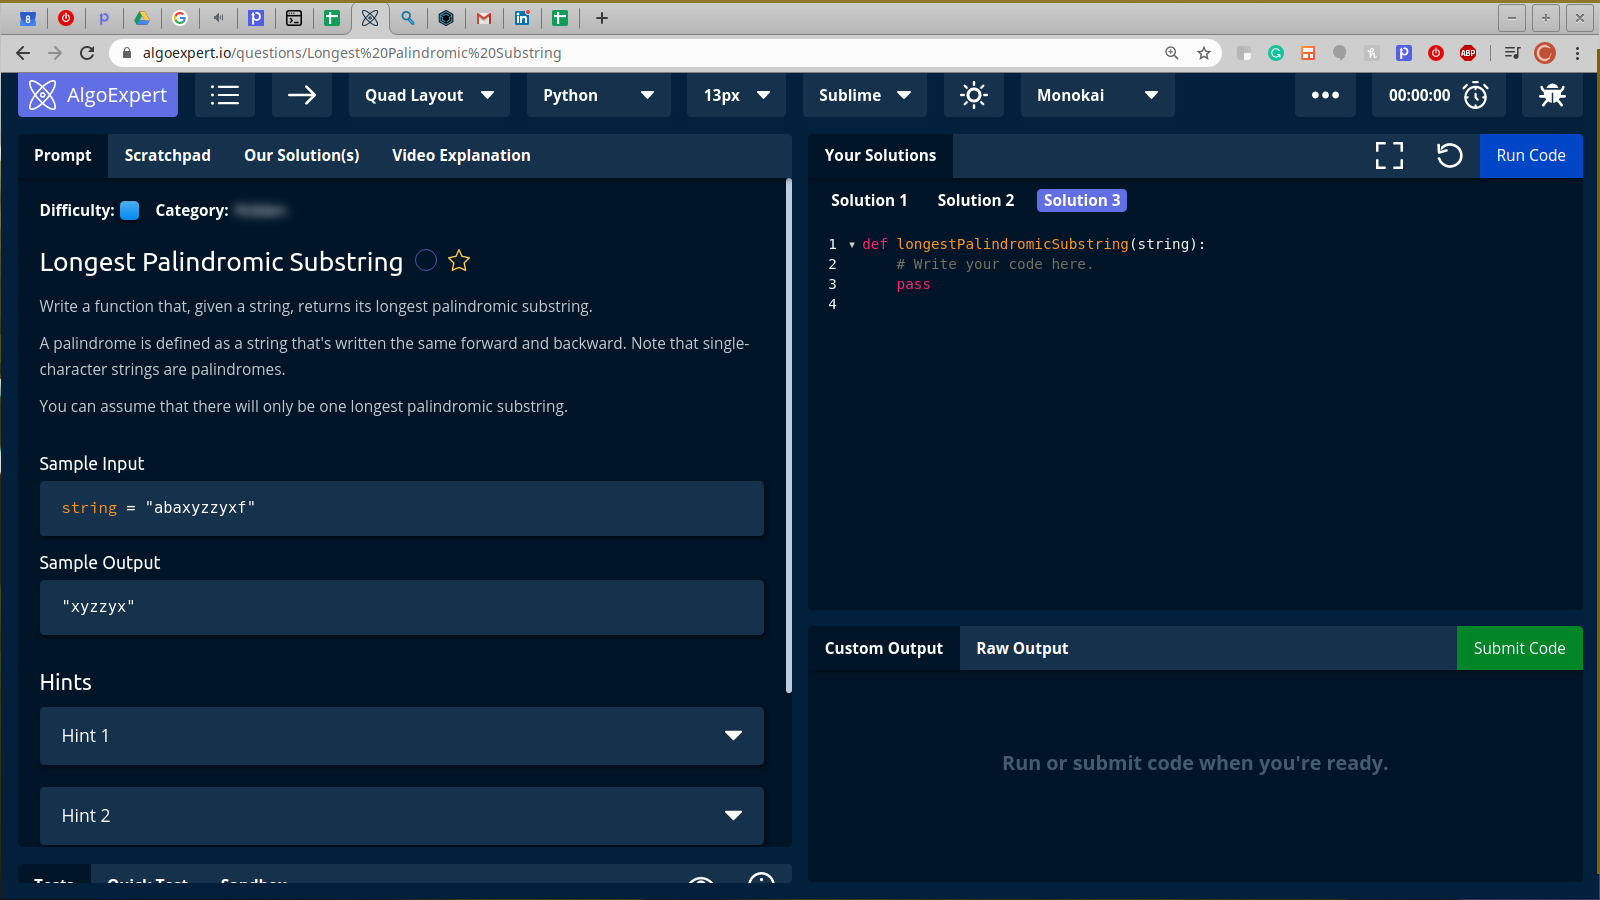 8
algoexpert.io/questions/Longest%20Palindromic%20Substring
ABP
AlgoExpert
Quad Layout
Python
13px
Sublime
Monokai
00:00:00
Prompt
Scratchpad
Our Solution(s)
Video Explanation
Difficulty:
Category:
Longest Palindromic Substring
Write a function that, given a string, returns its longest palindromic substring.
A palindrome is defined as a string that's written the same forward and backward. Note that single-
character strings are palindromes.
You can assume that there will only be one longest palindromic substring.
Sample Input
string = "abaxyzzyxf"
Sample Output
"xyzzyx"
Hints
Hint 1
Hint 2
Tests
Quick Test
Sandbox
Your Solutions
Run Code
Solution 1
Solution 2
Solution 3
1 def longestPalindromicSubstring(string):
2 # Write your code here.
3 pass
4
Custom Output
Raw Output
Submit Code
Run or submit code when you're ready.